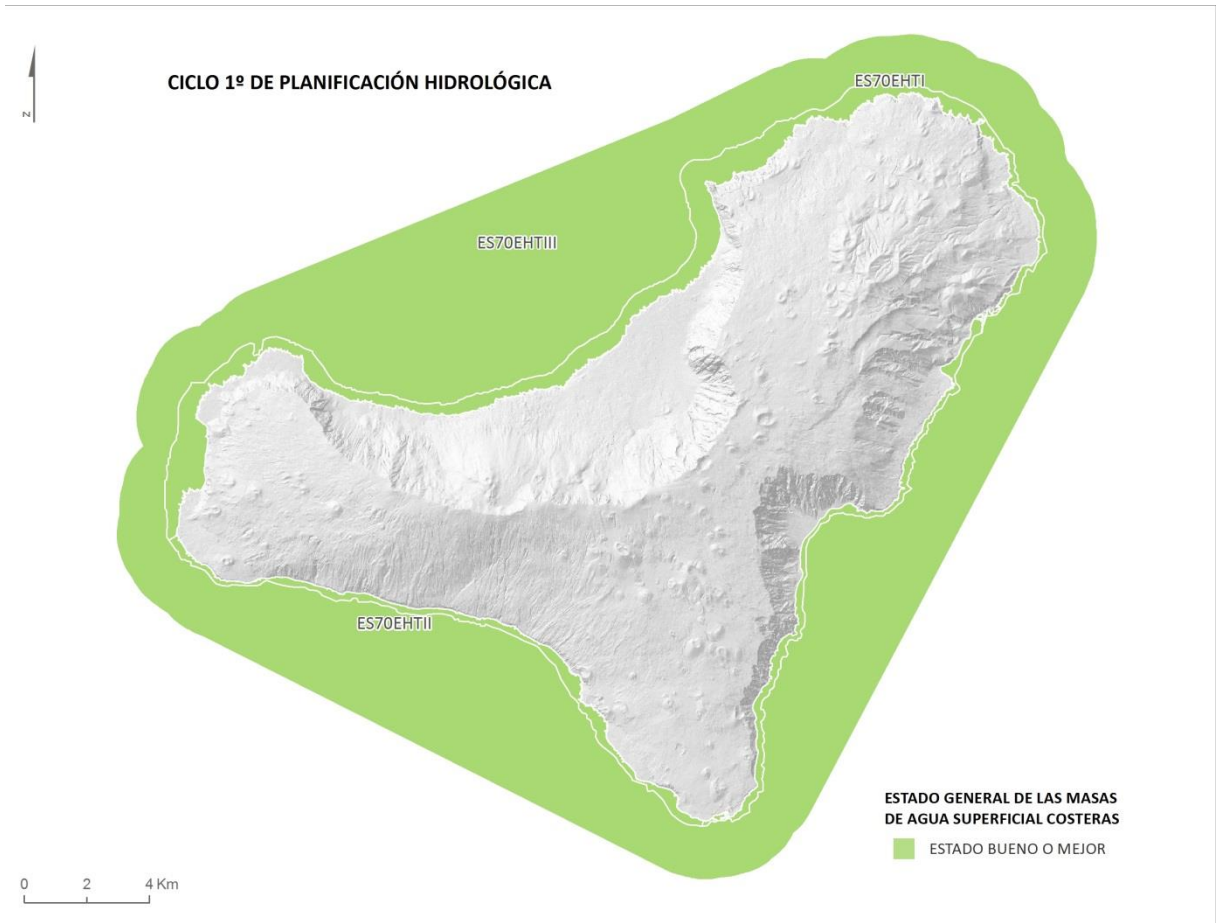 CICLO 1º DE PLANIFICACIÓN HIDROLÓGICA
ES70EHTI
N
ES70EHTIII
ES70EHTII
ESTADO GENERAL DE LAS MASAS
DE AGUA SUPERFICIAL COSTERAS
ESTADO BUENO O MEJOR
0 2 4 Km